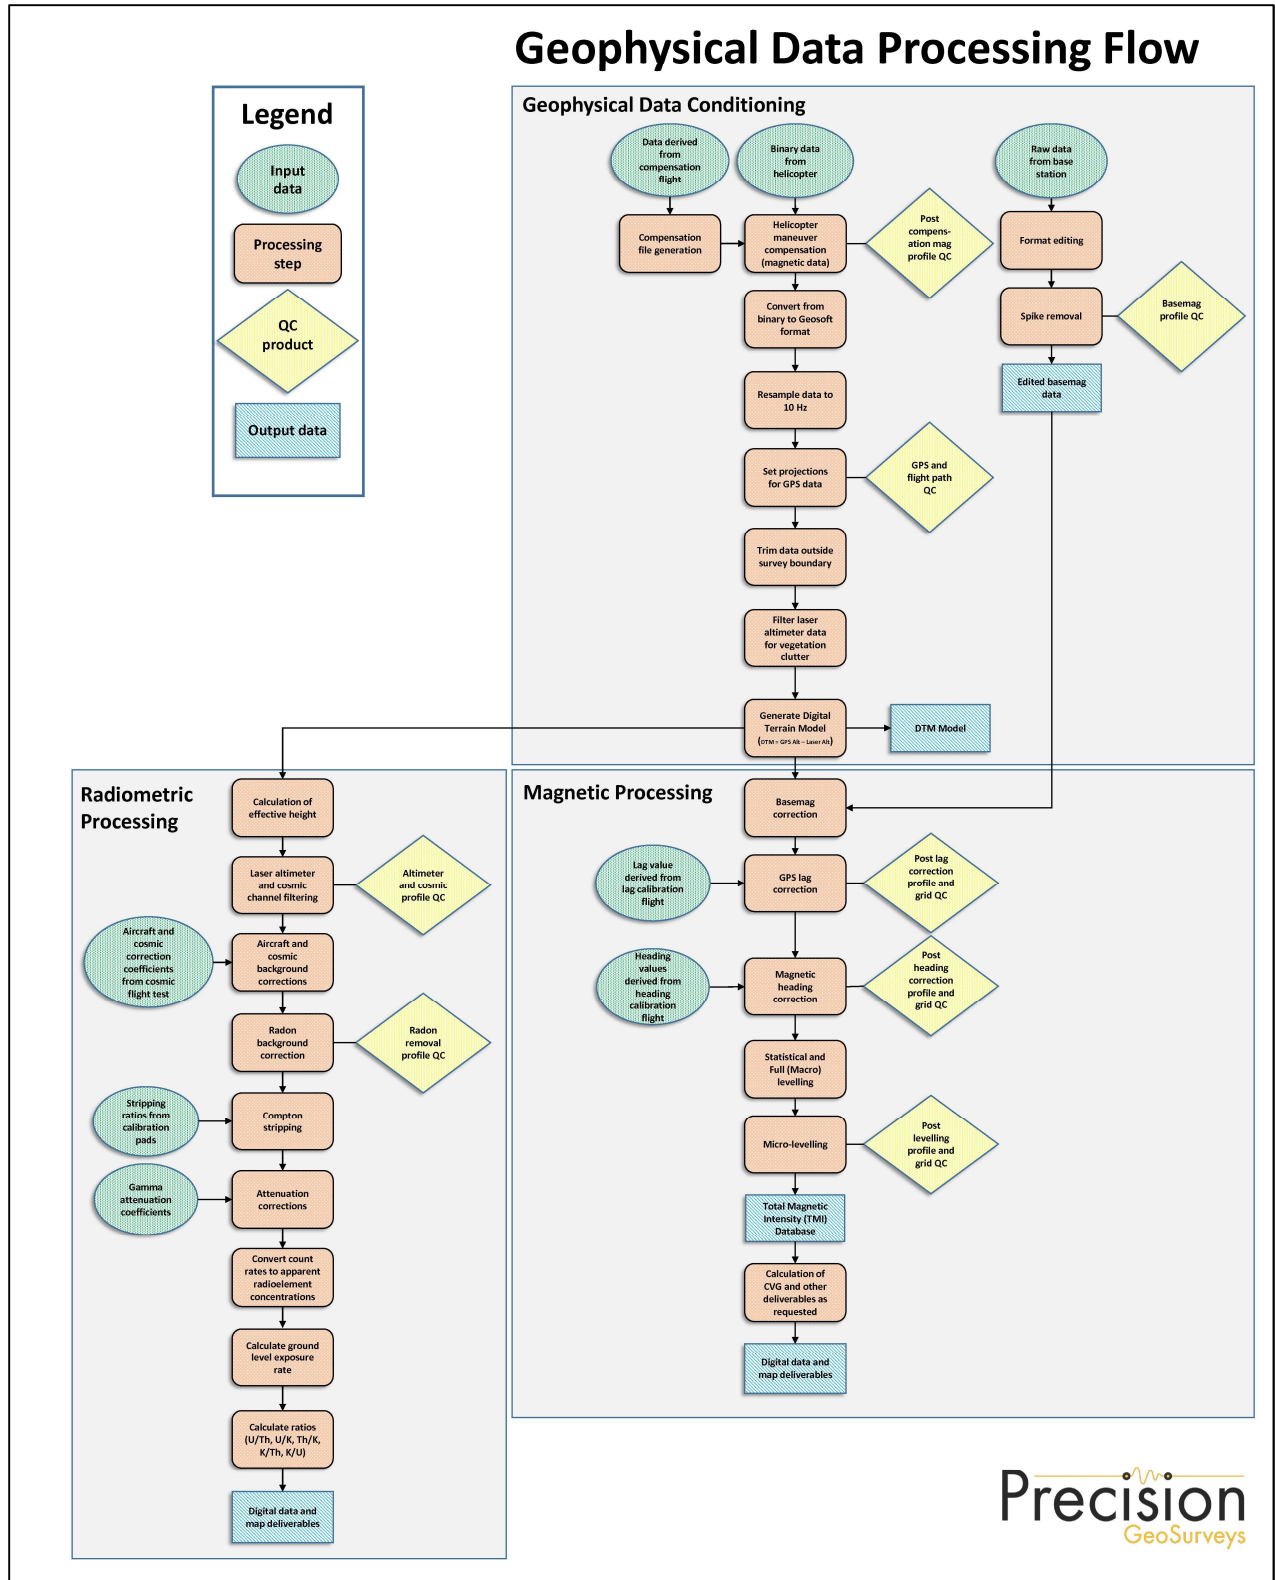 Geophysical Data Processing Flow
Legend
Input
data
Processing
step
QC
product
Output data
Geophysical Data Conditioning
Data derived
from
compensation
flight
Binary data
from
helicopter
Raw data
from base
station
Compensation
file generation
Helicopter
maneuver
compensation
(magnetic data)
Post
compens-
ation mag
profile QC
Format editing
Convert from
binary to Geosoft
format
Spike removal
Basemag
profile QC
Resample data to
10 Hz
Edited basemag
data
Set projections
for GPS data
GPS and
flight path
QC
Trim data outside
survey boundary
Filter laser
altimeter data
for vegetation
clutter
Generate Digital
Terrain Model
(DTM = GPS Alt – Laser Alt)
DTM Model
Radiometric
Processing
Calculation of
effective height
Laser altimeter
and cosmic
channel filtering
Altimeter
and cosmic
profile QC
Aircraft and
cosmic
correction
coefficients
from cosmic
flight test
Aircraft and
cosmic
background
corrections
Radon
background
correction
Radon
removal
profile QC
Stripping
ratios from
calibration
pads
Compton
stripping
Gamma
attenuation
coefficients
Attenuation
corrections
Convert count
rates to apparent
radioelement
concentrations
Calculate ground
level exposure
rate
Calculate ratios
(U/Th, U/K, Th/K,
K/Th, K/U)
Digital data and
map deliverables
Magnetic Processing
Basemag
correction
Lag value
derived from
lag calibration
flight
GPS lag
correction
Post lag
correction
profile and
grid QC
Heading
values
derived from
heading
calibration
flight
Magnetic
heading
correction
Post
heading
correction
profile and
grid QC
Statistical and
Full (Macro)
levelling
Micro-levelling
Post
levelling
profile and
grid QC
Total Magnetic
Intensity (TMI)
Database
Calculation of
CVG and other
deliverables as
requested
Digital data and
map deliverables
Precision
GeoSurveys